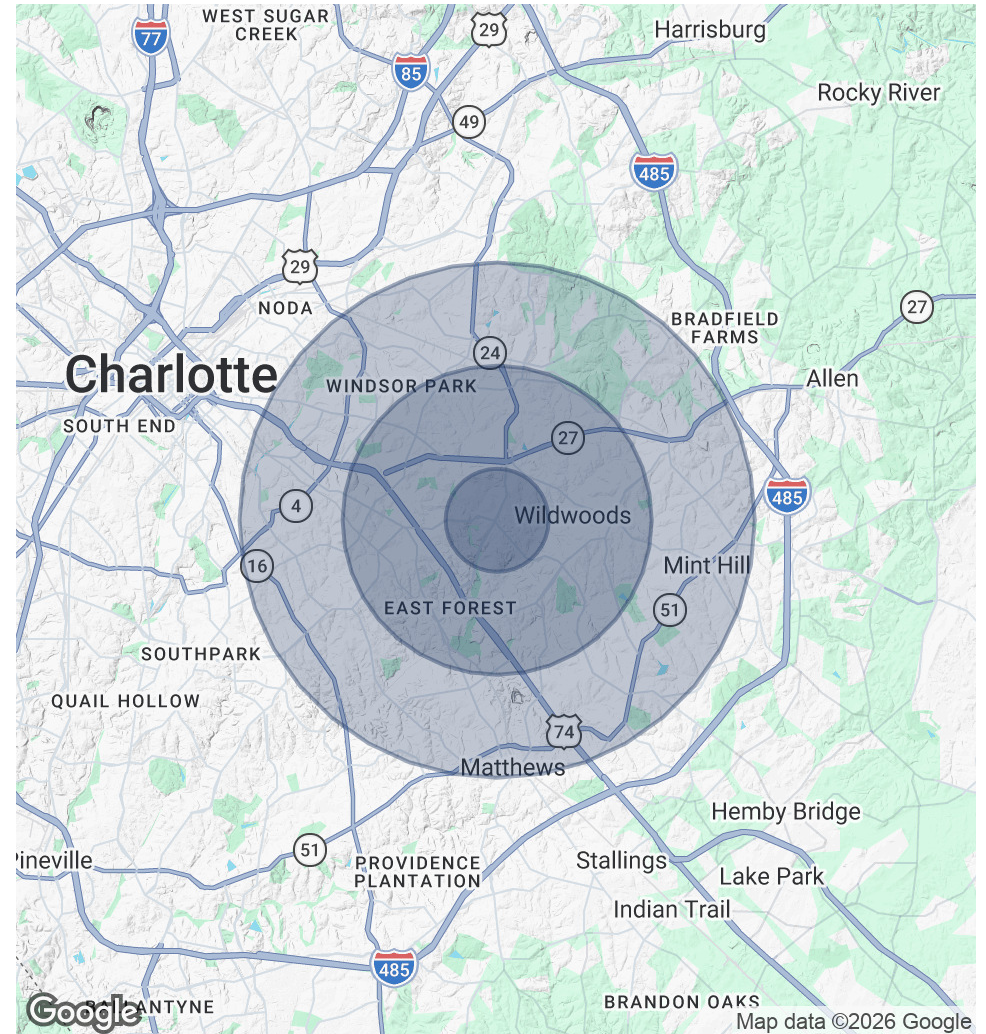 WEST SUGAR
CREEK
29
Harrisburg
77
85
Rocky River
49
485
29
NODA
27
BRADFIELD
FARMS
24
Charlotte
WINDSOR PARK
Allen
SOUTH END
27
485
4
Wildwoods
16
Mint Hill
EAST FOREST
51
SOUTHPARK
QUAIL HOLLOW
74
Matthews
Hemby Bridge
51
Pineville
PROVIDENCE
PLANTATION
Stallings
Lake Park
Indian Trail
485
BALLANTYNE
BRANDON OAKS
Google
Map data ©2026 Google